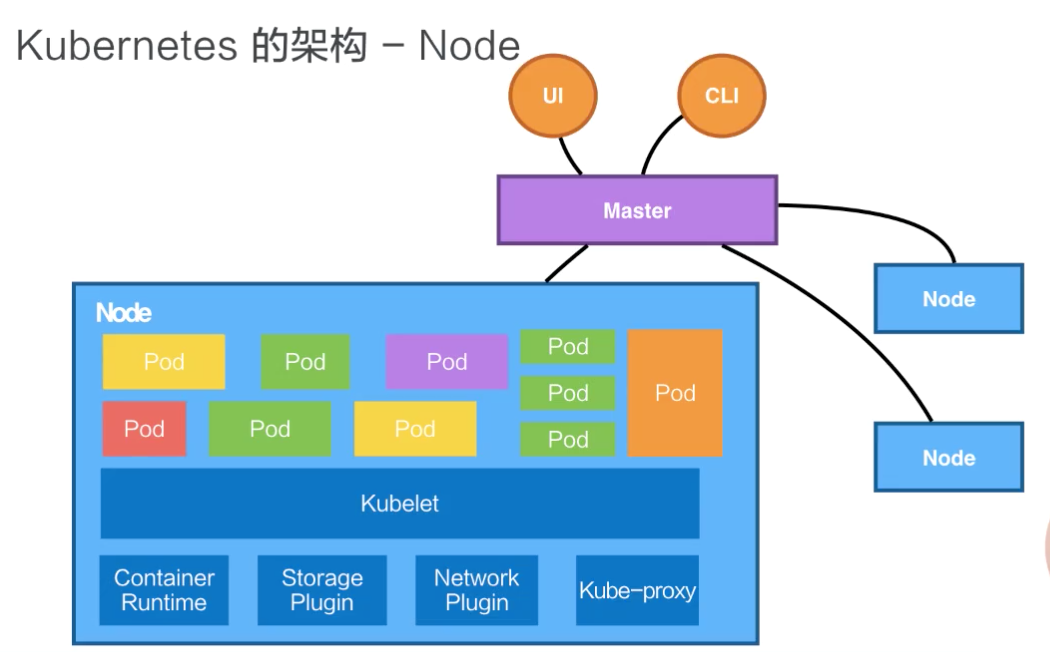 Kubernetes 的架构 – Node
UI
CLI
Master
Node
Node
Node
Pod
Pod
Pod
Pod
Pod
Pod
Pod
Pod
Pod
Pod
Kubelet
Container
Runtime
Storage
Plugin
Network
Plugin
Kube-proxy